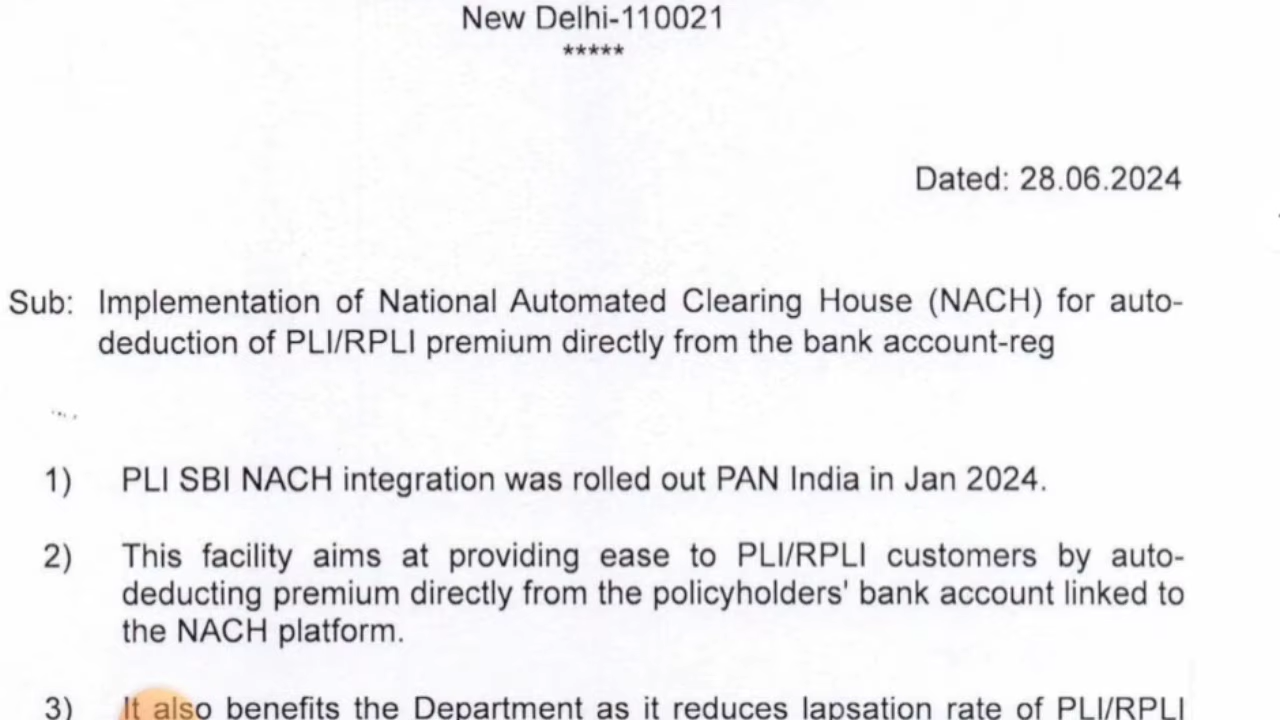 New Delhi-110021
*****
Dated: 28.06.2024
Sub: Implementation of National Automated Clearing House (NACH) for auto-
deduction of PLI/RPLI premium directly from the bank account-reg
1) PLI SBI NACH integration was rolled out PAN India in Jan 2024.
2) This facility aims at providing ease to PLI/RPLI customers by auto-
deducting premium directly from the policyholders' bank account linked to
the NACH platform.
3) It also benefits the Department as it reduces lapsation rate of PLI/RPLI